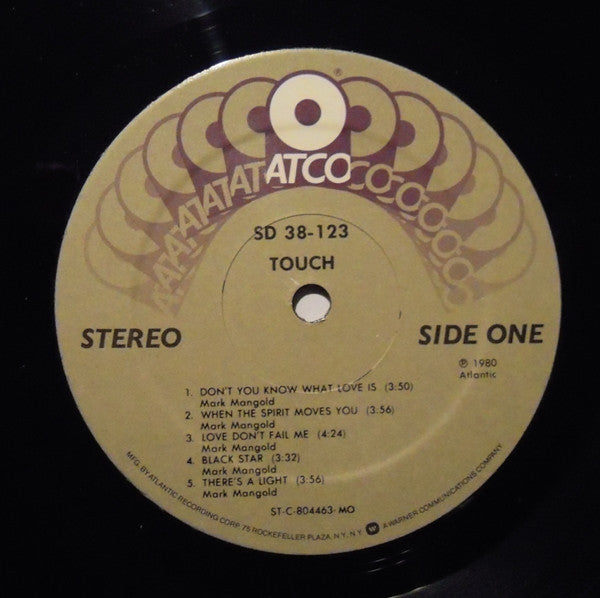 ATCO
®
SD 38-123
TOUCH
STEREO
SIDE ONE
℗ 1980
Atlantic
1. DON'T YOU KNOW WHAT LOVE IS (3:50)
Mark Mangold
2. WHEN THE SPIRIT MOVES YOU (3:56)
Mark Mangold
3. LOVE DON'T FAIL ME (4:24)
Mark Mangold
4. BLACK STAR (3:32)
Mark Mangold
5. THERE'S A LIGHT (3:56)
Mark Mangold
ST-C-804463-MO
MFG. BY ATLANTIC RECORDING CORP. 75 ROCKEFELLER PLAZA, N.Y., N.Y. W A WARNER COMMUNICATIONS COMPANY